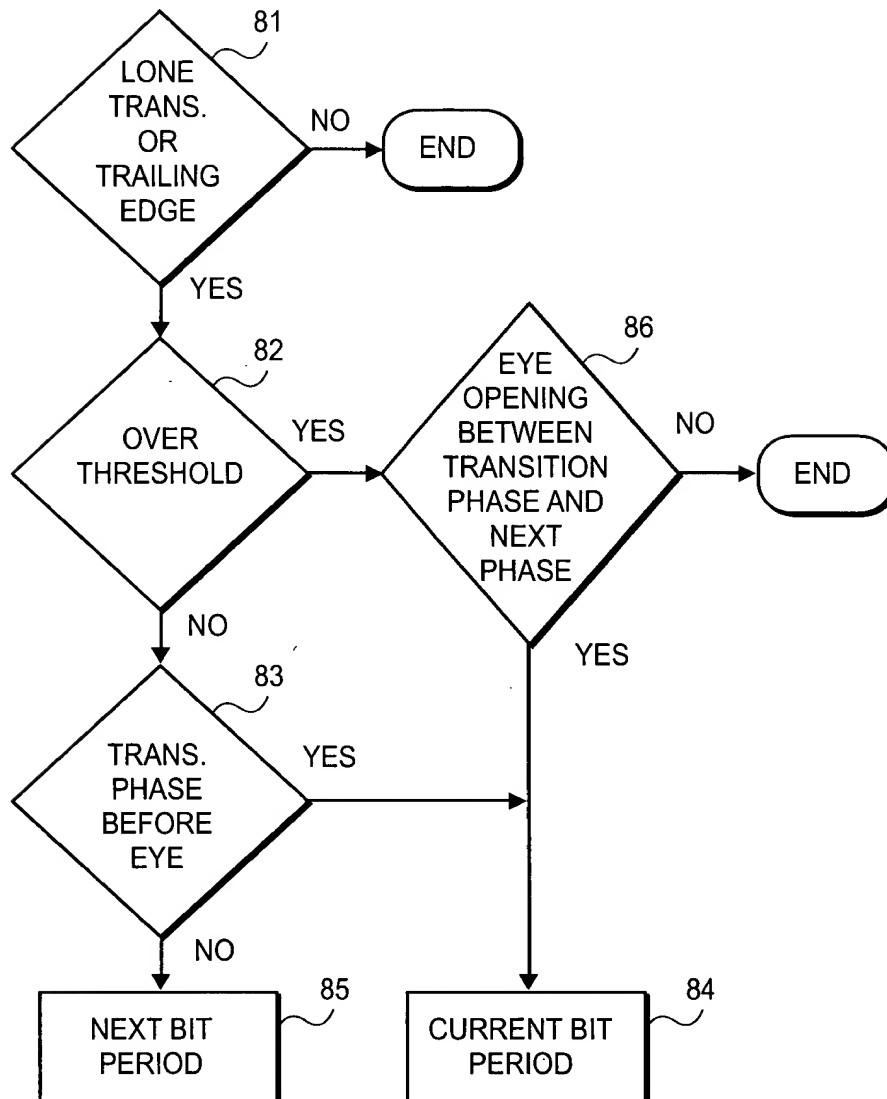 81
LONE
TRANS.
OR
TRAILING
EDGE
NO
END
YES
82
OVER
THRESHOLD
YES
86
EYE
OPENING
BETWEEN
TRANSITION
PHASE AND
NEXT
PHASE
NO
END
NO
YES
83
TRANS.
PHASE
BEFORE
EYE
YES
NO
85
NEXT BIT
PERIOD
84
CURRENT BIT
PERIOD